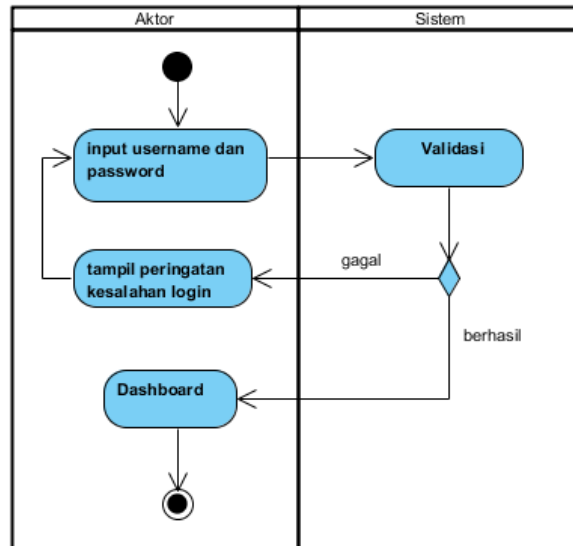 Aktor
Sistem
input username dan
password
Validasi
tampil peringatan
kesalahan login
gagal
berhasil
Dashboard